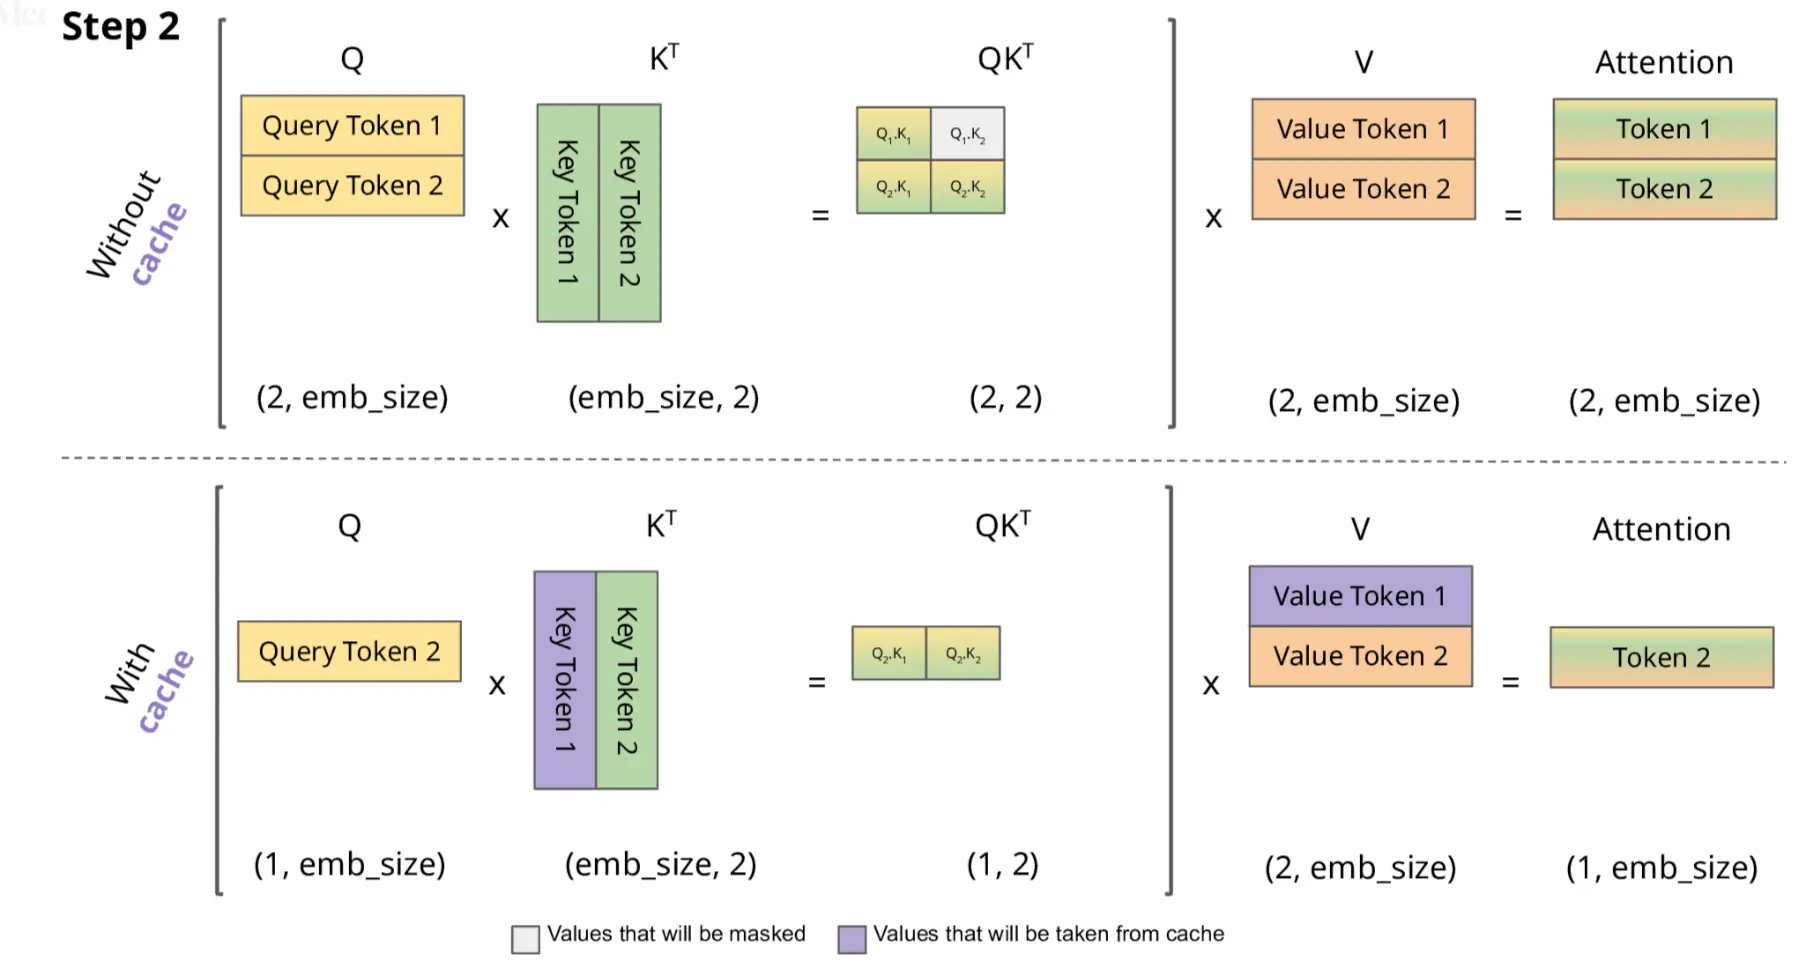 Step 2
Q
K^T
QK^T
V
Attention
Without
cache
Query Token 1
Query Token 2
x
Key Token 1
Key Token 2
=
Q₁.K₁
Q₁.K₂
Q₂.K₁
Q₂.K₂
x
Value Token 1
Value Token 2
=
Token 1
Token 2
(2, emb_size)
(emb_size, 2)
(2, 2)
(2, emb_size)
(2, emb_size)
Q
K^T
QK^T
V
Attention
With
cache
Query Token 2
x
Key Token 1
Key Token 2
=
Q₂.K₁
Q₂.K₂
x
Value Token 1
Value Token 2
=
Token 2
(1, emb_size)
(emb_size, 2)
(1, 2)
(2, emb_size)
(1, emb_size)
Values that will be masked
Values that will be taken from cache